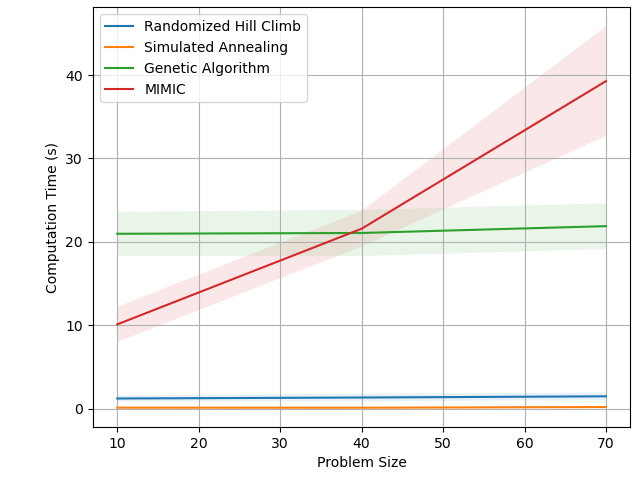 Randomized Hill Climb
Simulated Annealing
Genetic Algorithm
MIMIC
Computation Time (s)
40
30
20
10
0
10 20 30 40 50 60 70
Problem Size